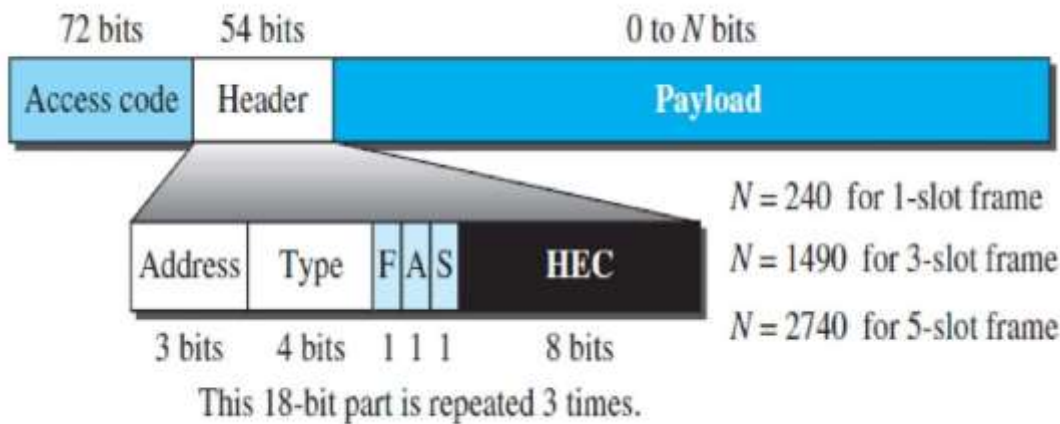 72 bits 54 bits 0 to N bits
Access code Header Payload
N = 240 for 1-slot frame
Address Type F A S HEC
N = 1490 for 3-slot frame
N = 2740 for 5-slot frame
3 bits 4 bits 1 1 1 8 bits
This 18-bit part is repeated 3 times.